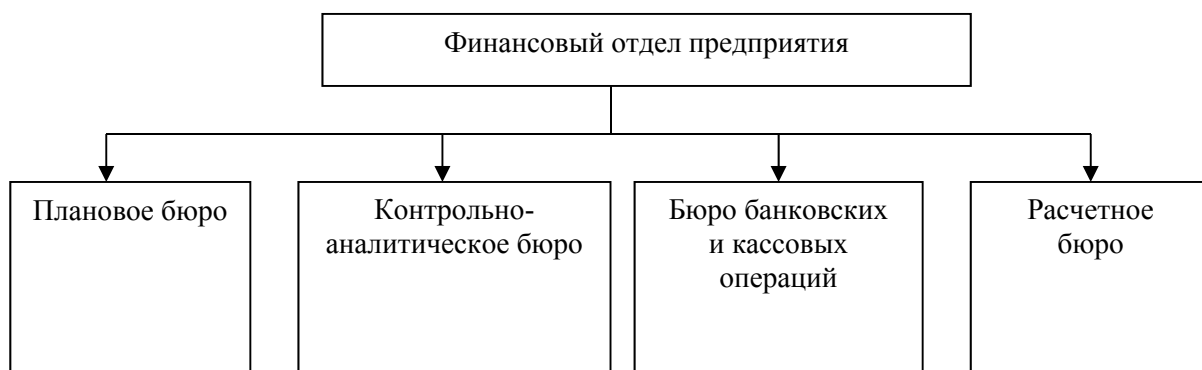 Финансовый отдел предприятия
Плановое бюро
Контрольно-
аналитическое бюро
Бюро банковских
и кассовых
операций
Расчетное
бюро